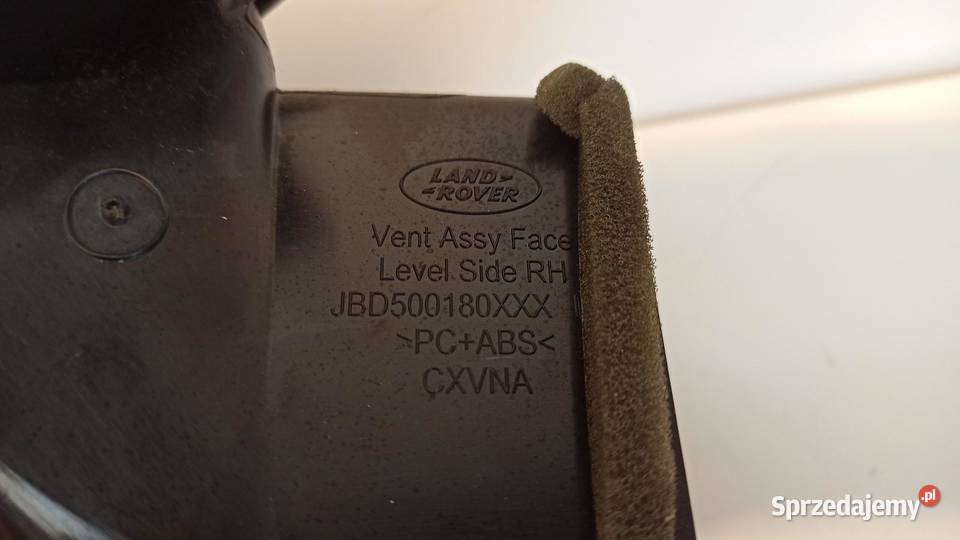 LAND
ROVER
Vent Assy Face
Level Side RH
JBD500180XXX
>PC+ABS<
CXVNA
Sprzedajemy.pl